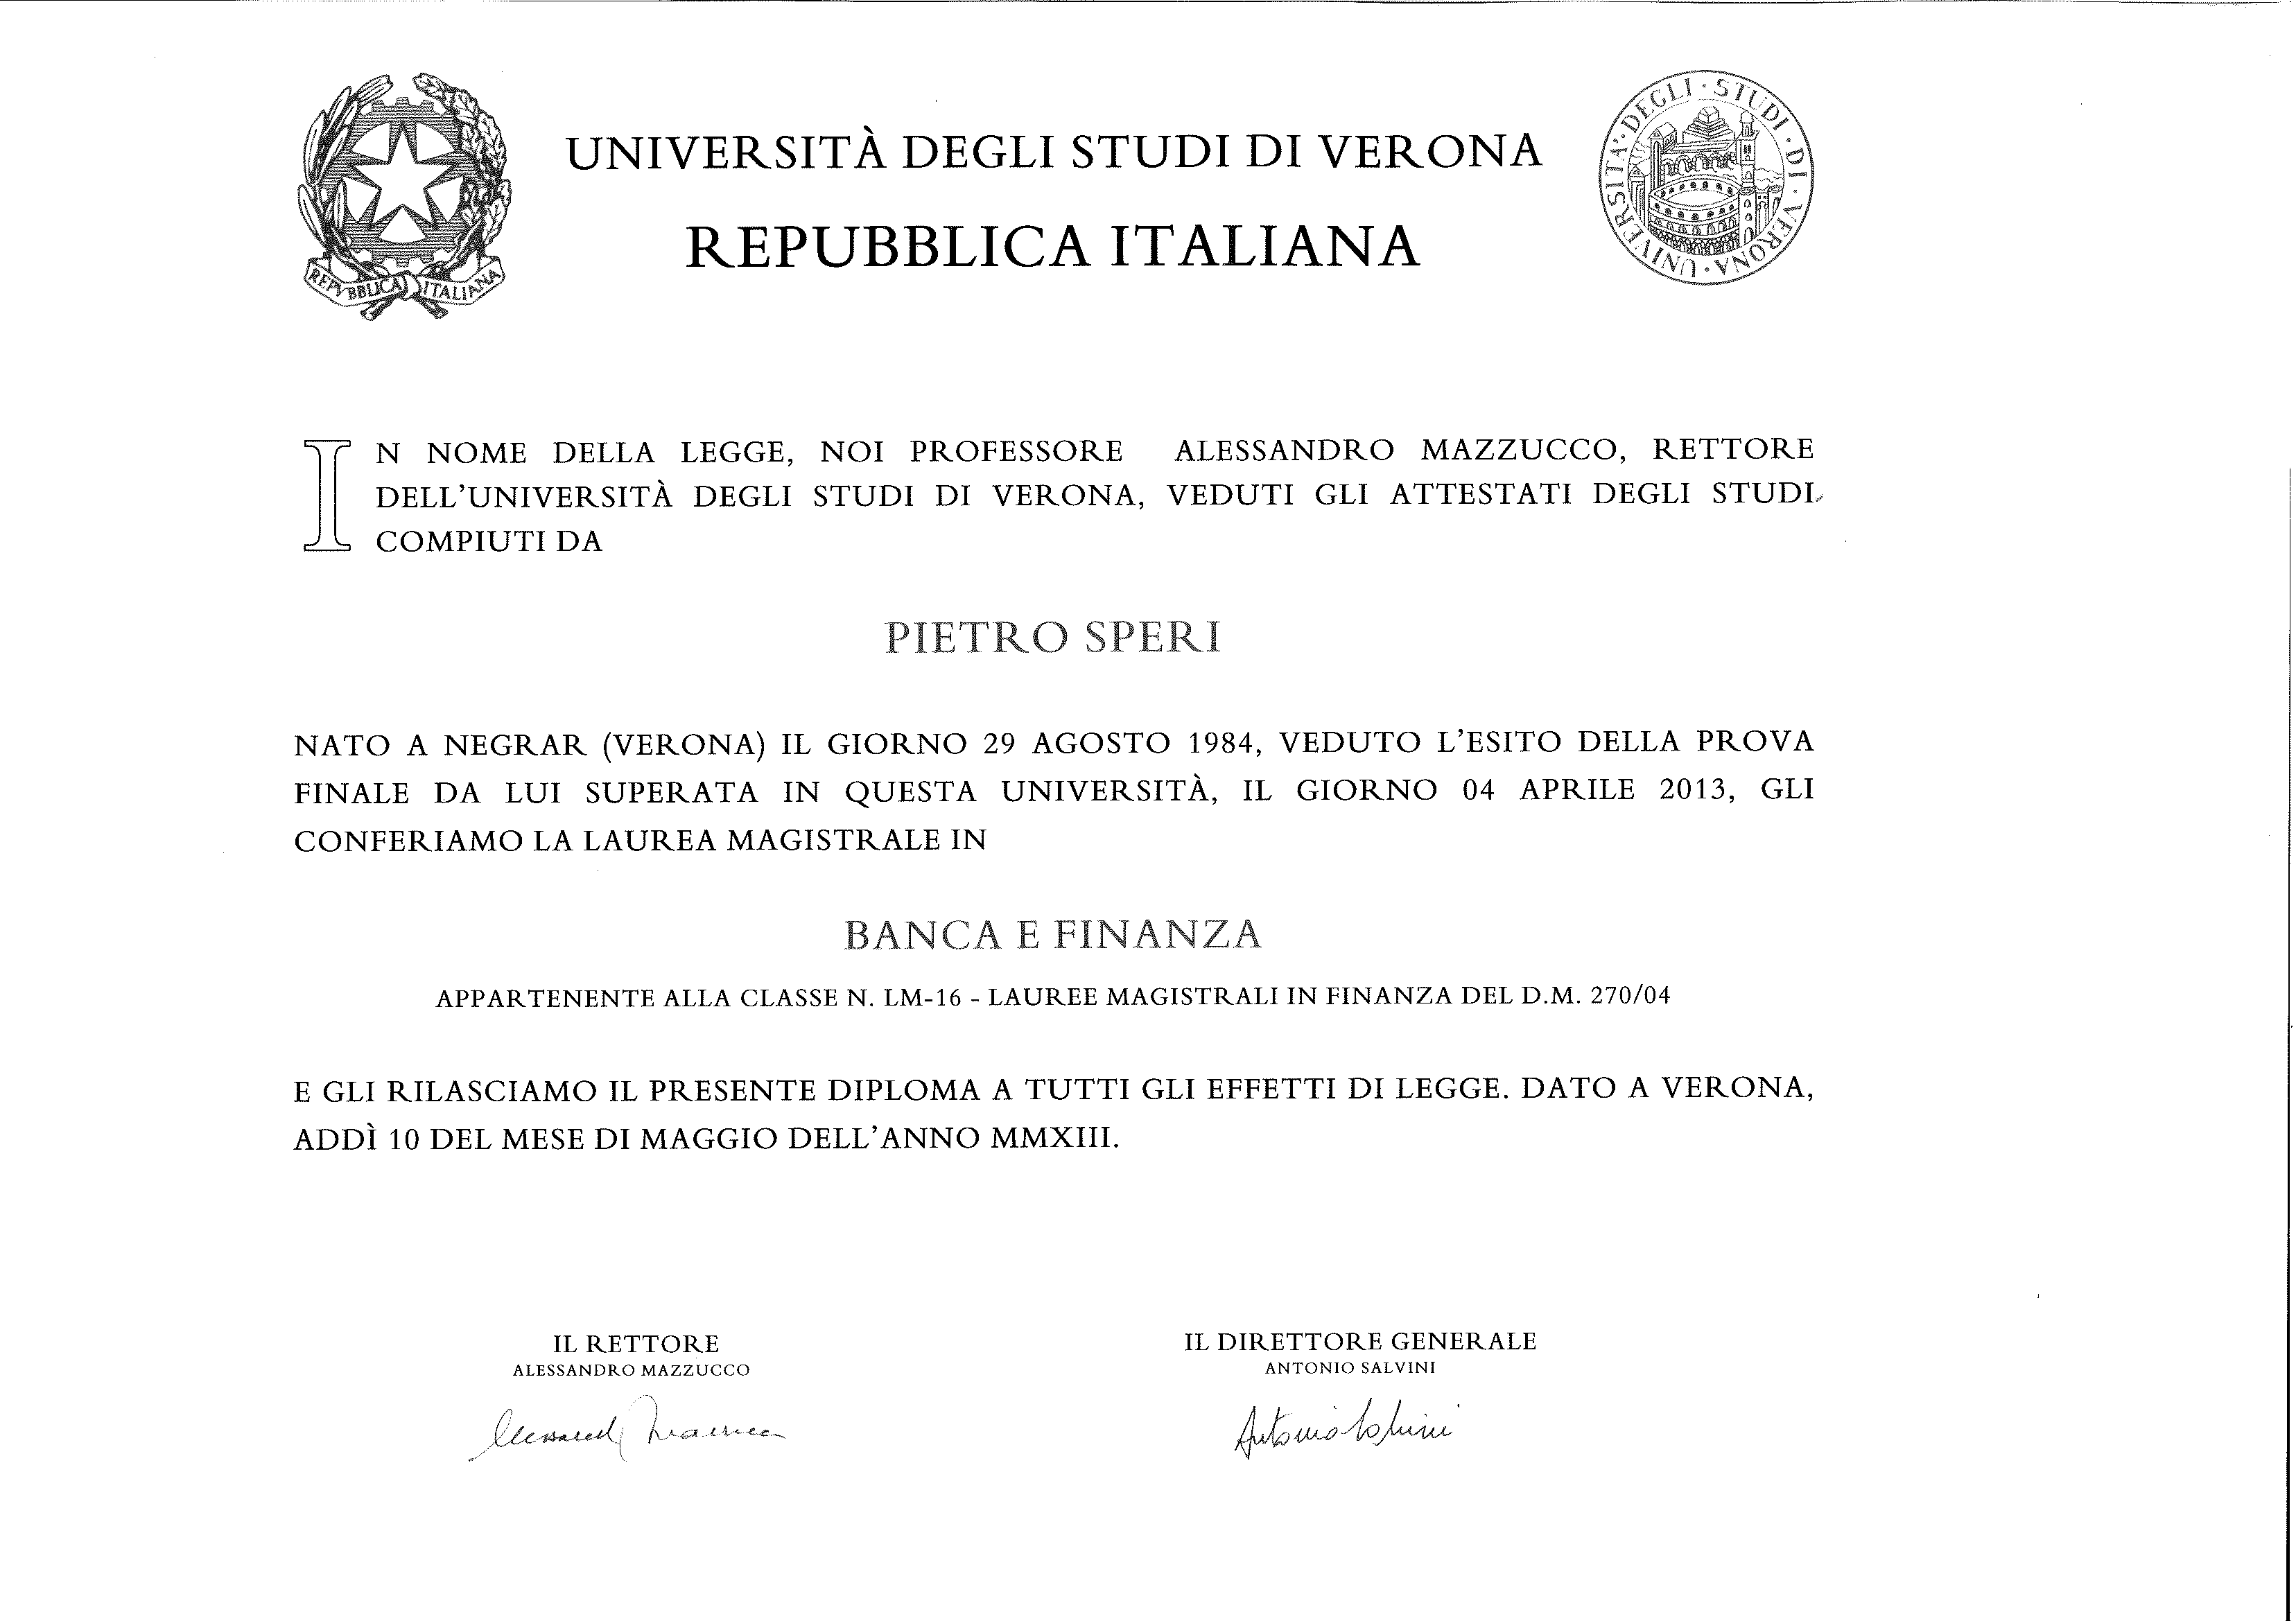 UNIVERSITÀ DEGLI STUDI DI VERONA
REPUBBLICA ITALIANA
REPVBBLICA ITALIANA
UNIVERSITA' · DEGLI · STUDI · DI · VERONA ·
IN NOME DELLA LEGGE, NOI PROFESSORE ALESSANDRO MAZZUCCO, RETTORE
DELL'UNIVERSITÀ DEGLI STUDI DI VERONA, VEDUTI GLI ATTESTATI DEGLI STUDI
COMPIUTI DA
PIETRO SPERI
NATO A NEGRAR (VERONA) IL GIORNO 29 AGOSTO 1984, VEDUTO L'ESITO DELLA PROVA
FINALE DA LUI SUPERATA IN QUESTA UNIVERSITÀ, IL GIORNO 04 APRILE 2013, GLI
CONFERIAMO LA LAUREA MAGISTRALE IN
BANCA E FINANZA
APPARTENENTE ALLA CLASSE N. LM-16 - LAUREE MAGISTRALI IN FINANZA DEL D.M. 270/04
E GLI RILASCIAMO IL PRESENTE DIPLOMA A TUTTI GLI EFFETTI DI LEGGE. DATO A VERONA,
ADDÌ 10 DEL MESE DI MAGGIO DELL'ANNO MMXIII.
IL RETTORE
ALESSANDRO MAZZUCCO
IL DIRETTORE GENERALE
ANTONIO SALVINI